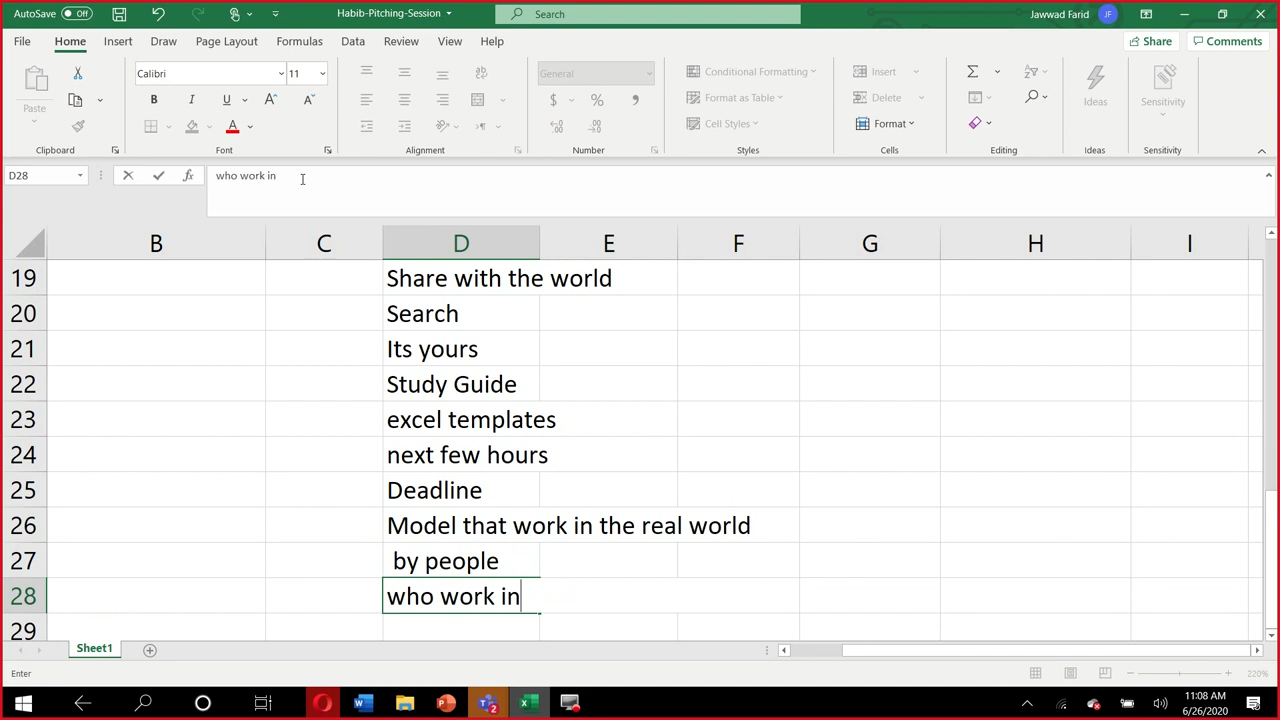 AutoSave Off Habib-Pitching-Session Search Jawwad Farid JF
File Home Insert Draw Page Layout Formulas Data Review View Help Share Comments
Calibri 11 General Conditional Formatting Insert
Paste B I U $ % , Format as Table Delete Ideas Sensitivity
A Cell Styles Format
Clipboard Font Alignment Number Styles Cells Editing Ideas Sensitivity
D28 fx who work in
B C D E F G H I
19 Share with the world
20 Search
21 Its yours
22 Study Guide
23 excel templates
24 next few hours
25 Deadline
26 Model that work in the real world
27 by people
28 who work in
29
Sheet1
Enter 220%
11:08 AM
6/26/2020